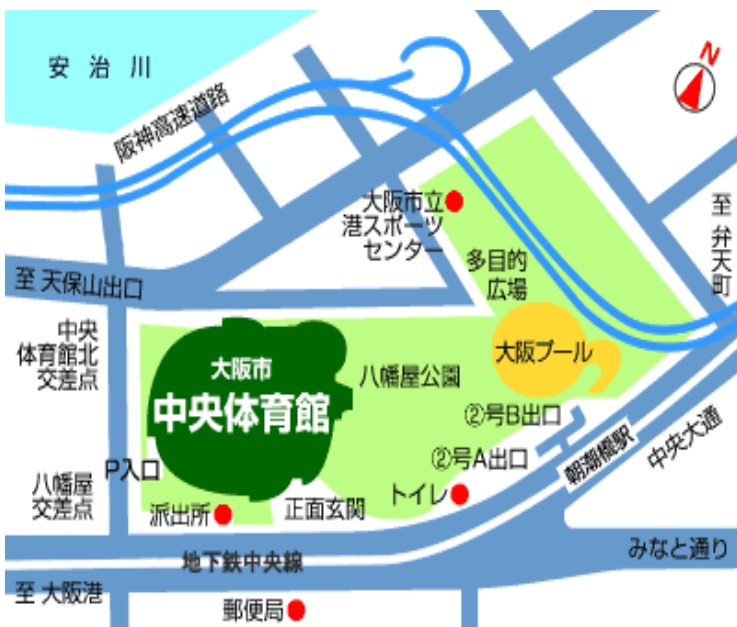 安治川
N
阪神高速道路
大阪市立
港スポーツ
センター
至弁天町
多目的
広場
至 天保山出口
中央
体育館北
交差点
大阪市
中央体育館
八幡屋公園
大阪プール
②号B出口
②号A出口
朝潮橋駅
中央大通
P入口
八幡屋
交差点
派出所
正面玄関
トイレ
地下鉄中央線
みなと通り
至 大阪港
郵便局